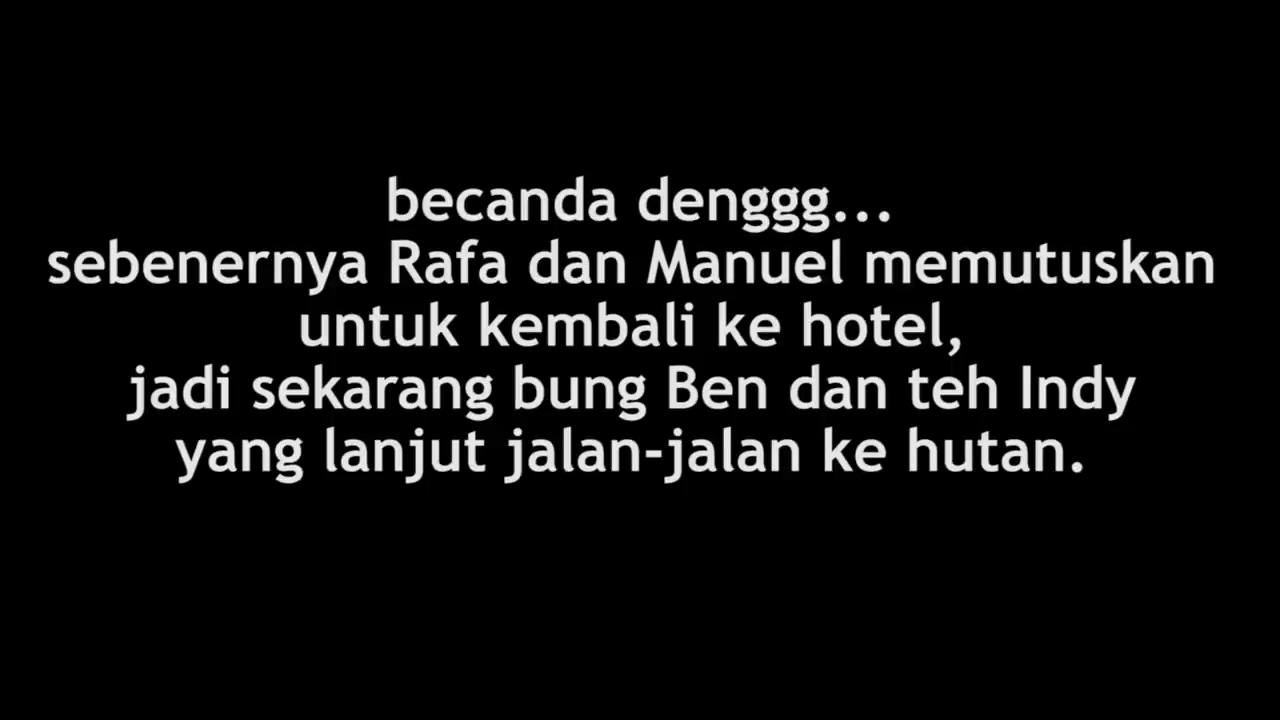 becanda denggg...
sebenernya Rafa dan Manuel memutuskan
untuk kembali ke hotel,
jadi sekarang bung Ben dan teh Indy
yang lanjut jalan-jalan ke hutan.